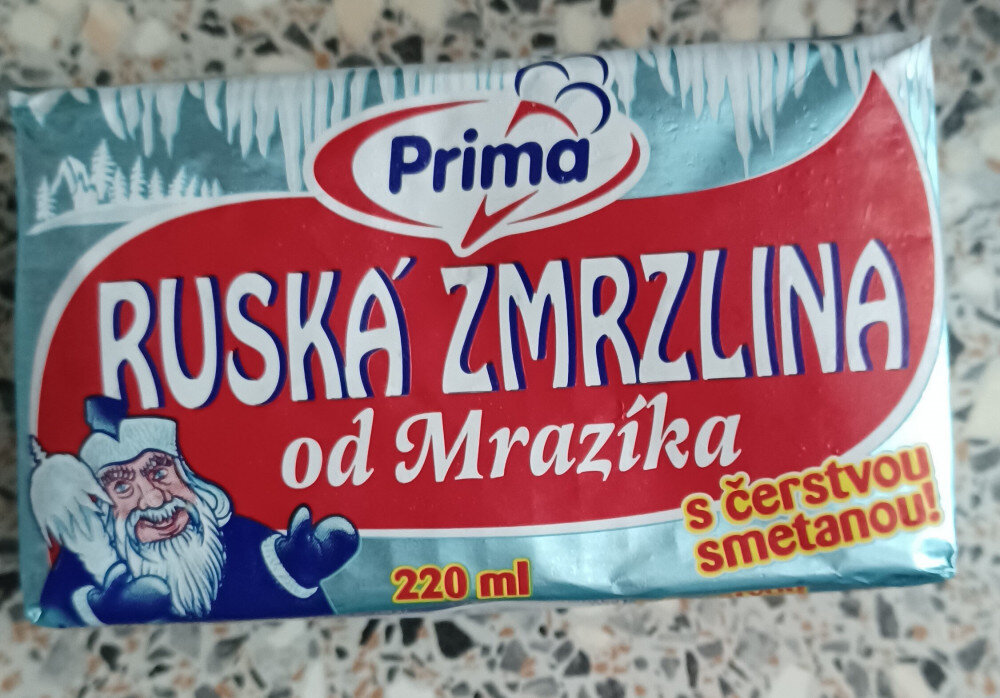 Prima
RUSKÁ ZMRZLINA
od Mrazíka
s čerstvou
smetanou!
220 ml